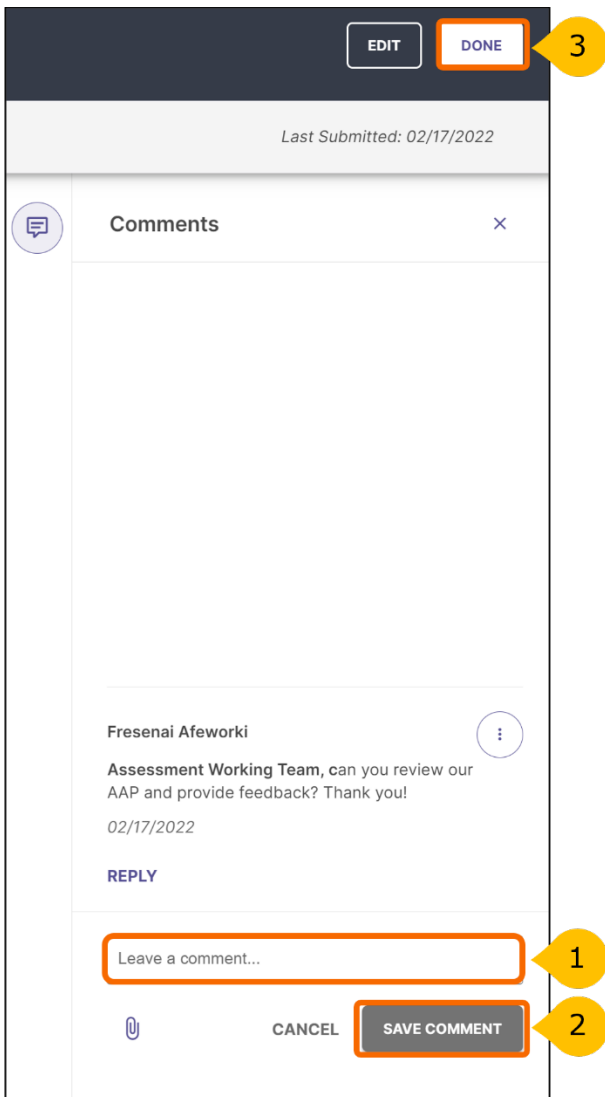 EDIT DONE 3
Last Submitted: 02/17/2022
Comments
Fresenai Afeworki
Assessment Working Team, can you review our
AAP and provide feedback? Thank you!
02/17/2022
REPLY
Leave a comment... 1
CANCEL SAVE COMMENT 2